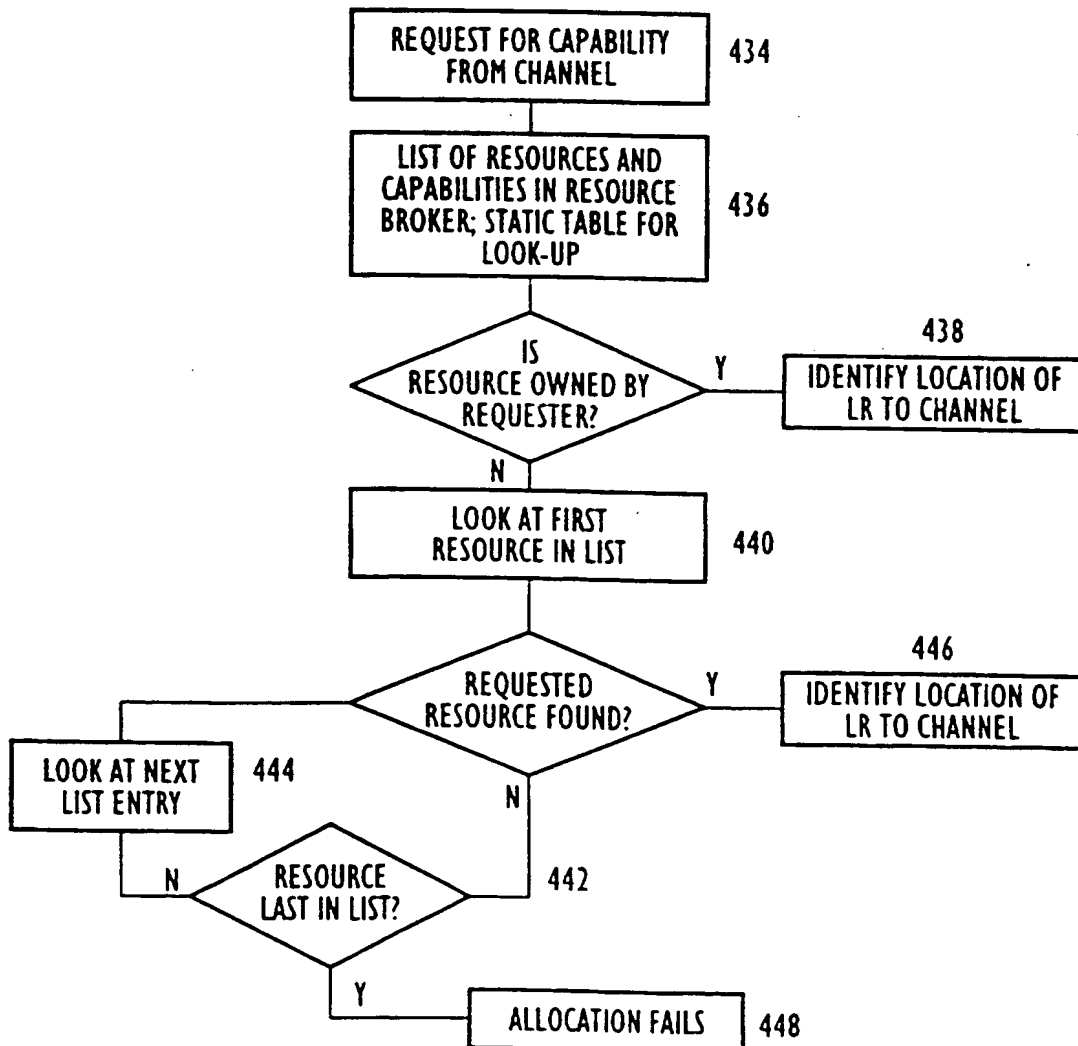 REQUEST FOR CAPABILITY
FROM CHANNEL
434
LIST OF RESOURCES AND
CAPABILITIES IN RESOURCE
BROKER; STATIC TABLE FOR
LOOK-UP
436
IS
RESOURCE OWNED BY
REQUESTER?
Y
438
IDENTIFY LOCATION OF
LR TO CHANNEL
N
LOOK AT FIRST
RESOURCE IN LIST
440
REQUESTED
RESOURCE FOUND?
Y
446
IDENTIFY LOCATION OF
LR TO CHANNEL
LOOK AT NEXT
LIST ENTRY
444
N
RESOURCE
LAST IN LIST?
N
442
Y
ALLOCATION FAILS
448